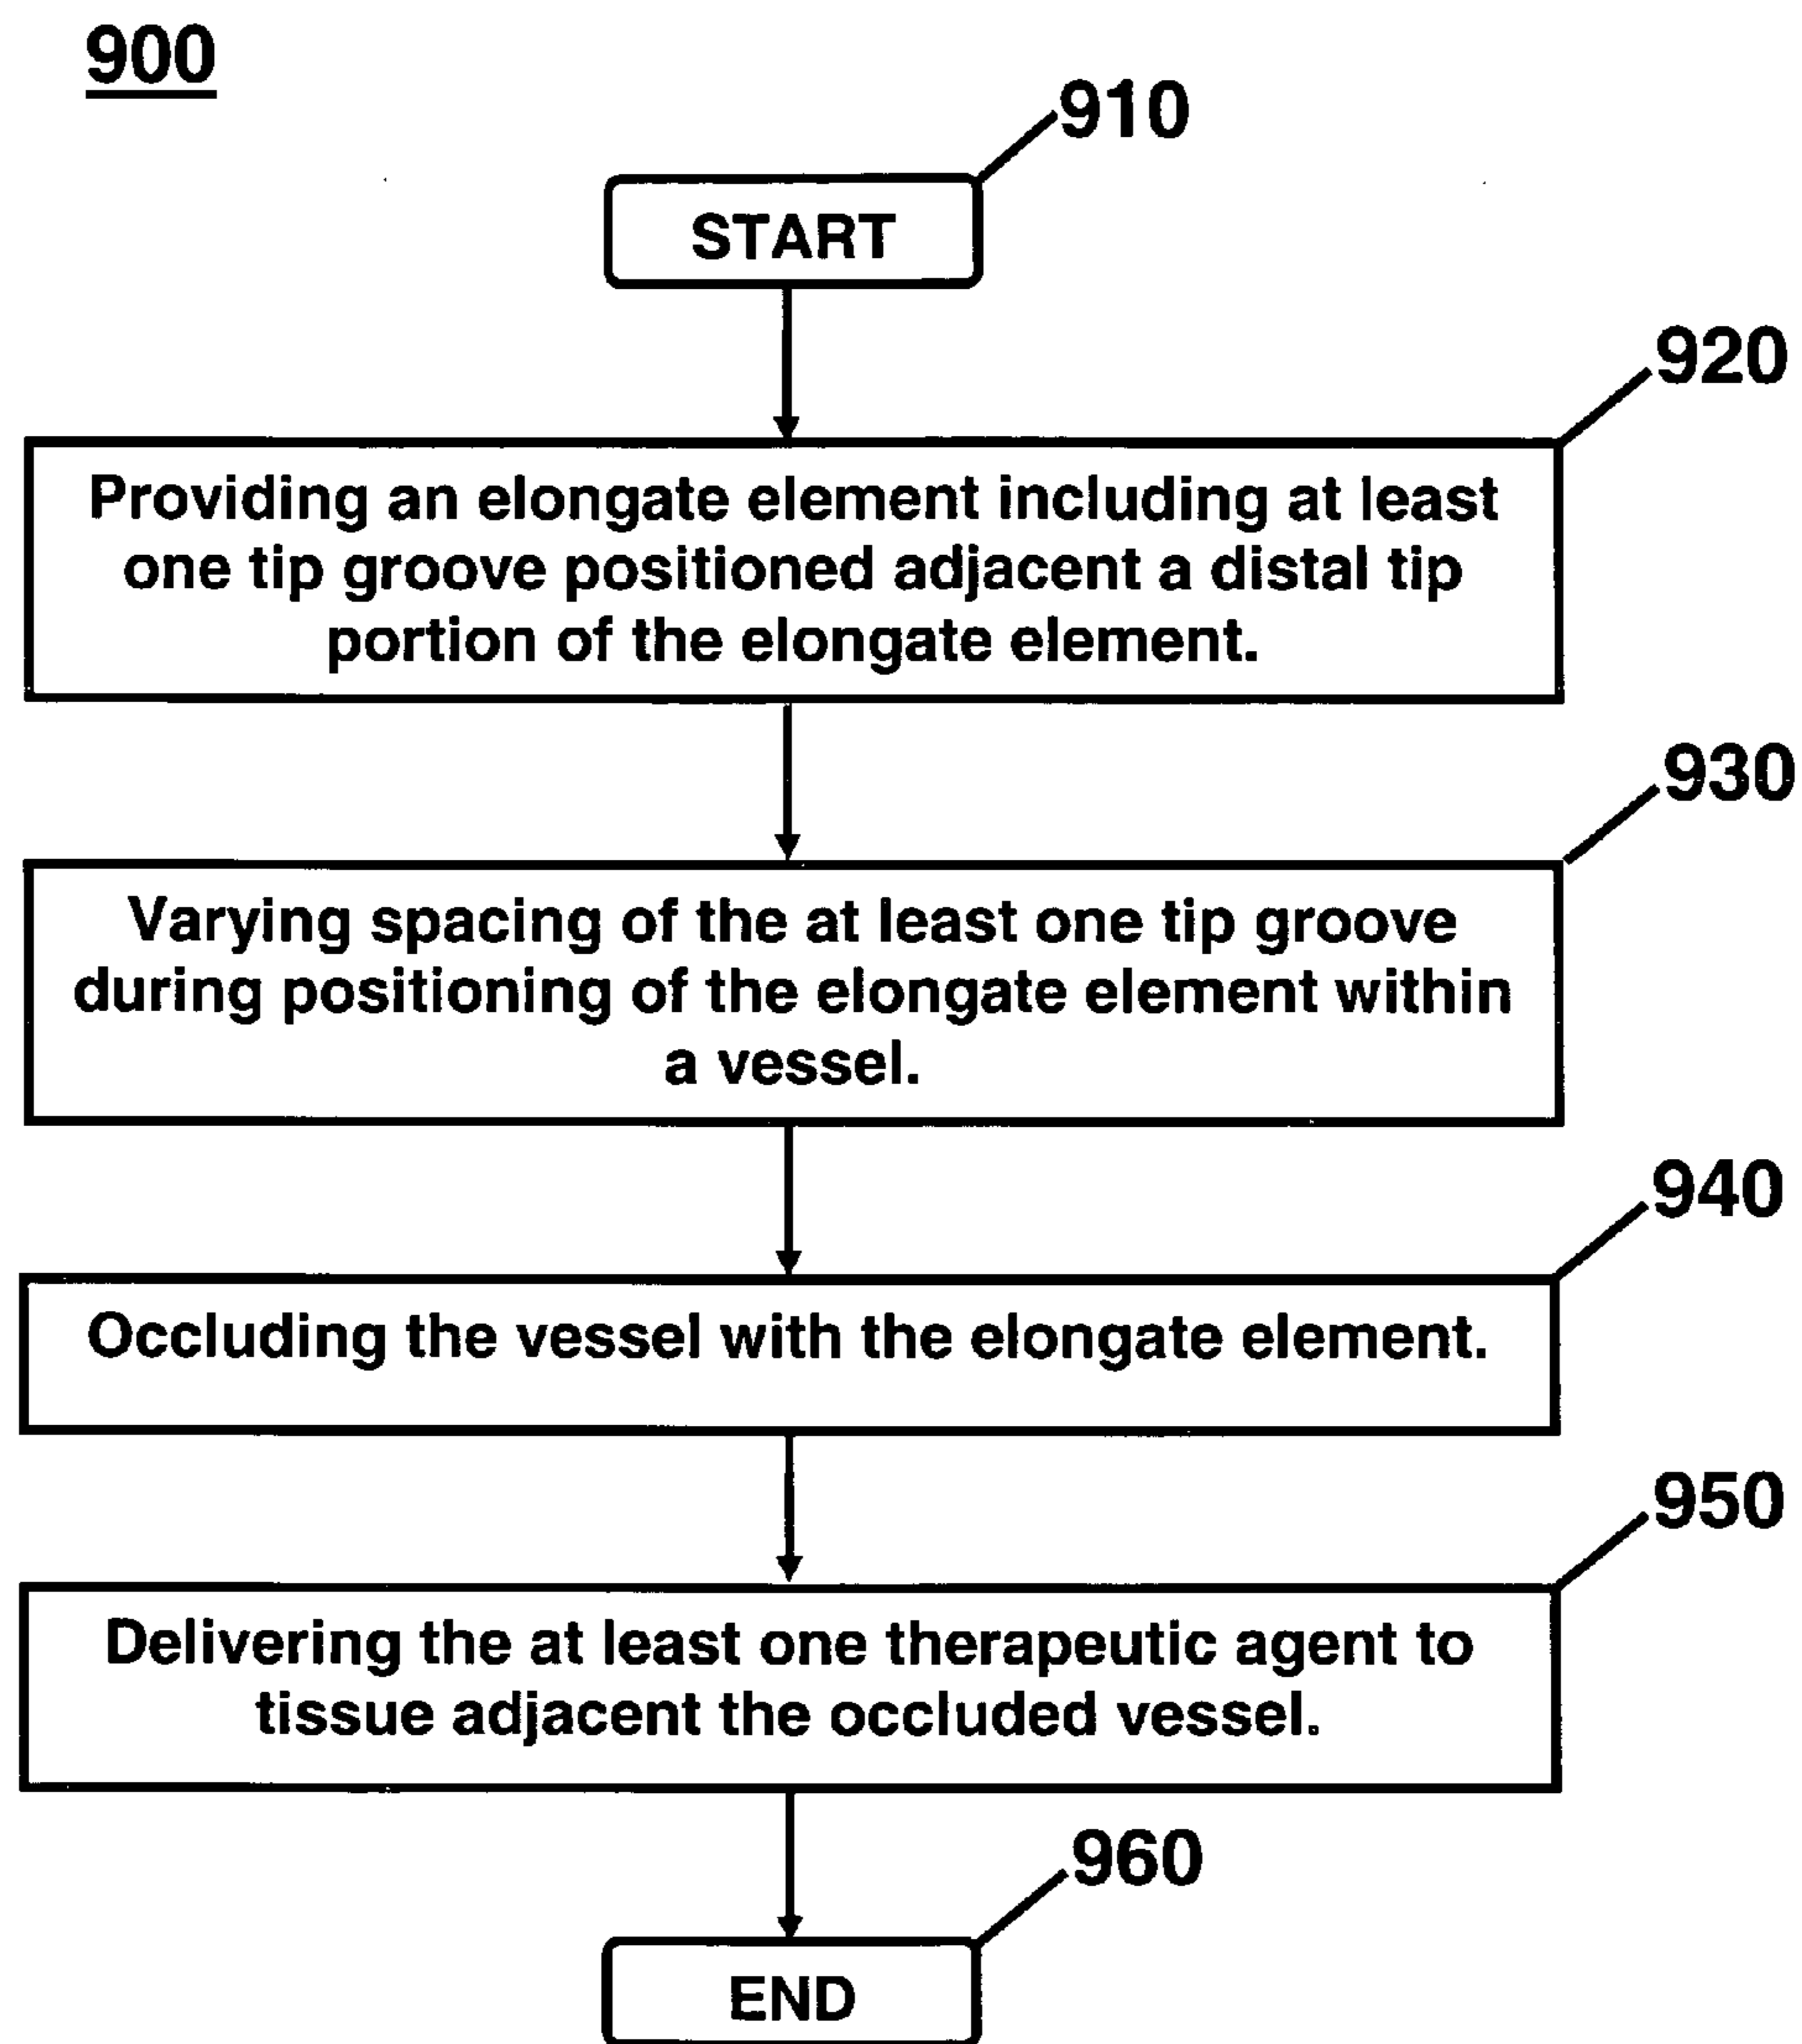 900
910
START
920
Providing an elongate element including at least
one tip groove positioned adjacent a distal tip
portion of the elongate element.
930
Varying spacing of the at least one tip groove
during positioning of the elongate element within
a vessel.
940
Occluding the vessel with the elongate element.
950
Delivering the at least one therapeutic agent to
tissue adjacent the occluded vessel.
960
END